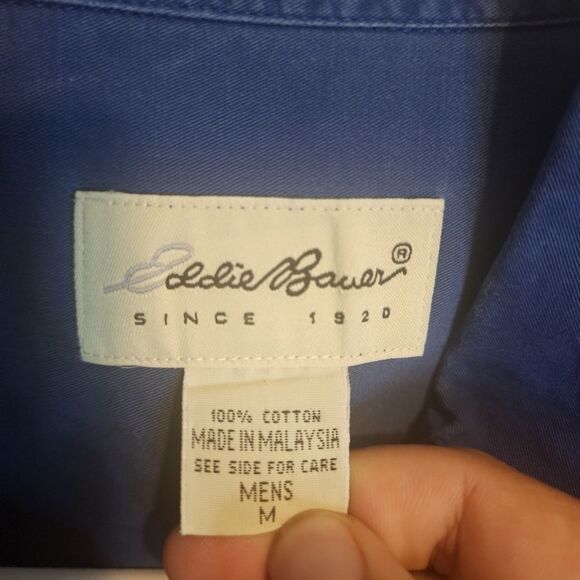 Eddie Bauer ®
SINCE 1920
100% COTTON
MADE IN MALAYSIA
SEE SIDE FOR CARE
MENS
M